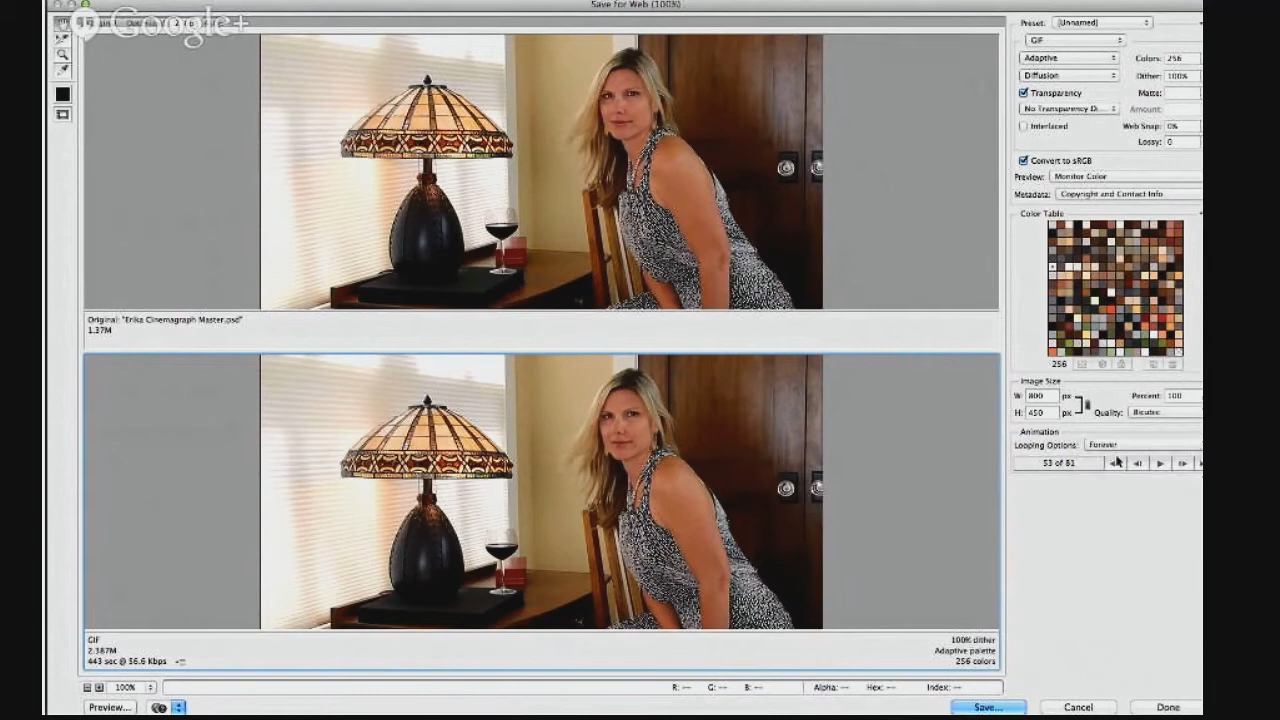 Save for Web (100%)
Google+
Preset: [Unnamed]
GIF
Adaptive Colors: 256
Diffusion Dither: 100%
Transparency Matte:
No Transparency Di... Amount:
Interlaced Web Snap: 0%
Lossy: 0
Convert to sRGB
Preview: Monitor Color
Metadata: Copyright and Contact Info
Color Table
256
Original: "Erika Cinemagraph Master.psd"
1.37M
Image Size
W: 800 px Percent: 100
H: 450 px Quality: Bicubic
Animation
Looping Options: Forever
53 of 81
GIF
2.387M
443 sec @ 56.6 Kbps
100% dither
Adaptive palette
256 colors
100% R: -- G: -- B: -- Alpha: -- Hex: -- Index: --
Preview... Save... Cancel Done